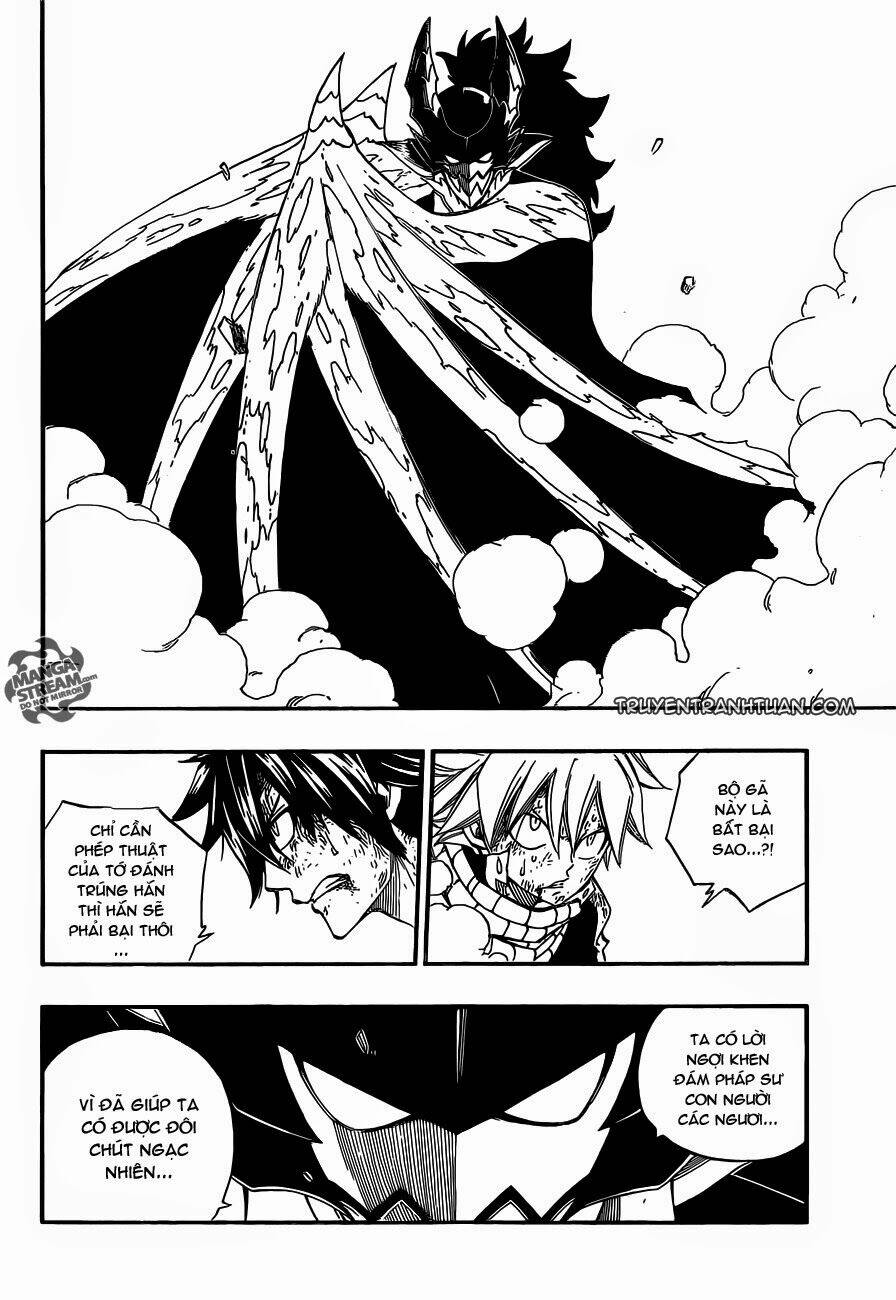 MANGA-
STREAM.com
DO NOT MIRROR!
TRUYENTRANHTUAN.COM
BỘ GÃ
NÀY LÀ
BẤT BẠI
SAO...?!
CHỈ CẦN
PHÉP THUẬT
CỦA TỚ ĐÁNH
TRÚNG HẮN
THÌ HẮN SẼ
PHẢI BẠI THÔI
...
TA CÓ LỜI
NGỢI KHEN
ĐÁM PHÁP SƯ
CON NGƯỜI
CÁC NGƯƠI...
VÌ ĐÃ GIÚP TA
CÓ ĐƯỢC ĐÔI
CHÚT NGẠC
NHIÊN...